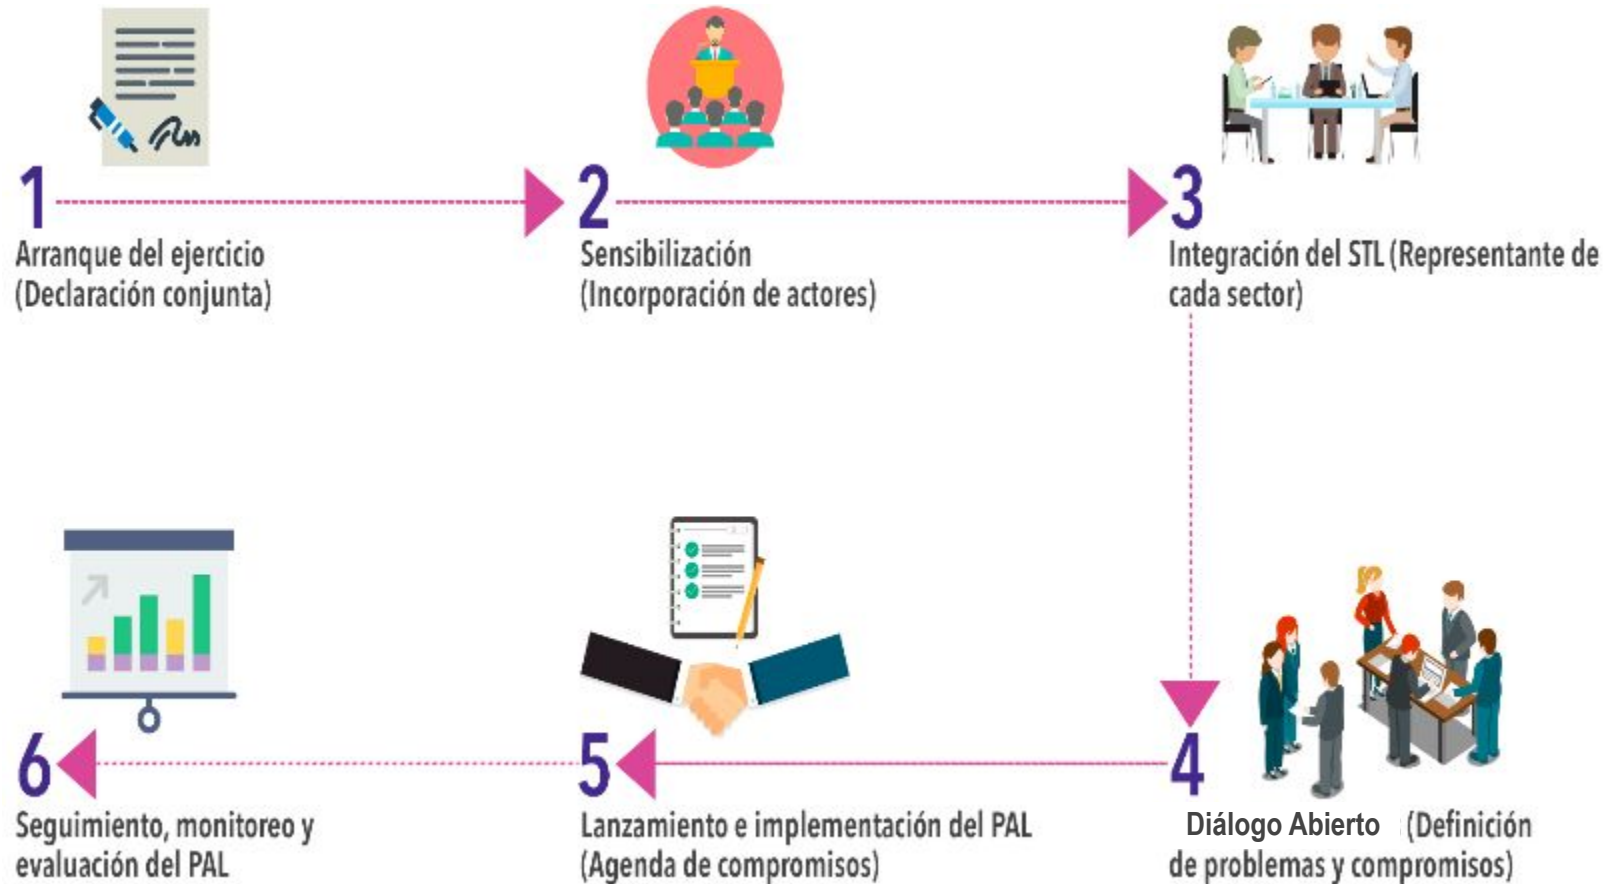 1
Arranque del ejercicio
(Declaración conjunta)
2
Sensibilización
(Incorporación de actores)
3
Integración del STL (Representante de
cada sector)
4
Diálogo Abierto (Definición
de problemas y compromisos)
5
Lanzamiento e implementación del PAL
(Agenda de compromisos)
6
Seguimiento, monitoreo y
evaluación del PAL